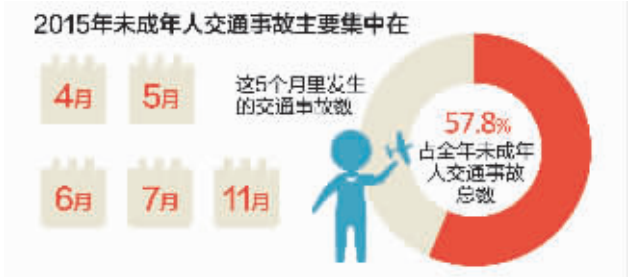 2015年未成年人交通事故主要集中在
4月
5月
6月
7月
11月
这5个月里发生
的交通事故数
57.8%
占全年未成年
人交通事故
总数